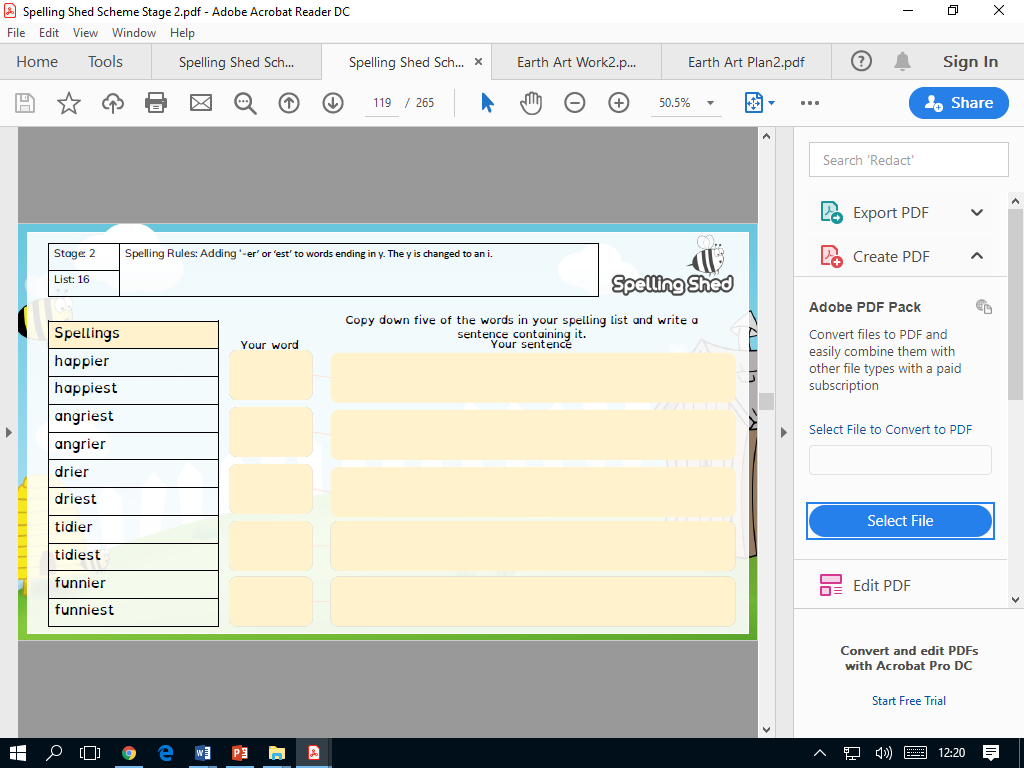 Spelling Shed Scheme Stage 2.pdf - Adobe Acrobat Reader DC
File Edit View Window Help
Home Tools Spelling Shed Sch... Spelling Shed Sch... × Earth Art Work2.p... Earth Art Plan2.pdf ? Sign In
119 / 265 50.5% Share
Search 'Redact'
Export PDF
Create PDF
Adobe PDF Pack
Convert files to PDF and
easily combine them with
other file types with a paid
subscription
Select File to Convert to PDF
Select File
Edit PDF
Convert and edit PDFs
with Acrobat Pro DC
Start Free Trial
Stage: 2
List: 16
Spelling Rules: Adding '-er' or 'est' to words ending in y. The y is changed to an i.
Spelling Shed
Copy down five of the words in your spelling list and write a
sentence containing it.
Your word
Your sentence
Spellings
happier
happiest
angriest
angrier
drier
driest
tidier
tidiest
funnier
funniest
12:20